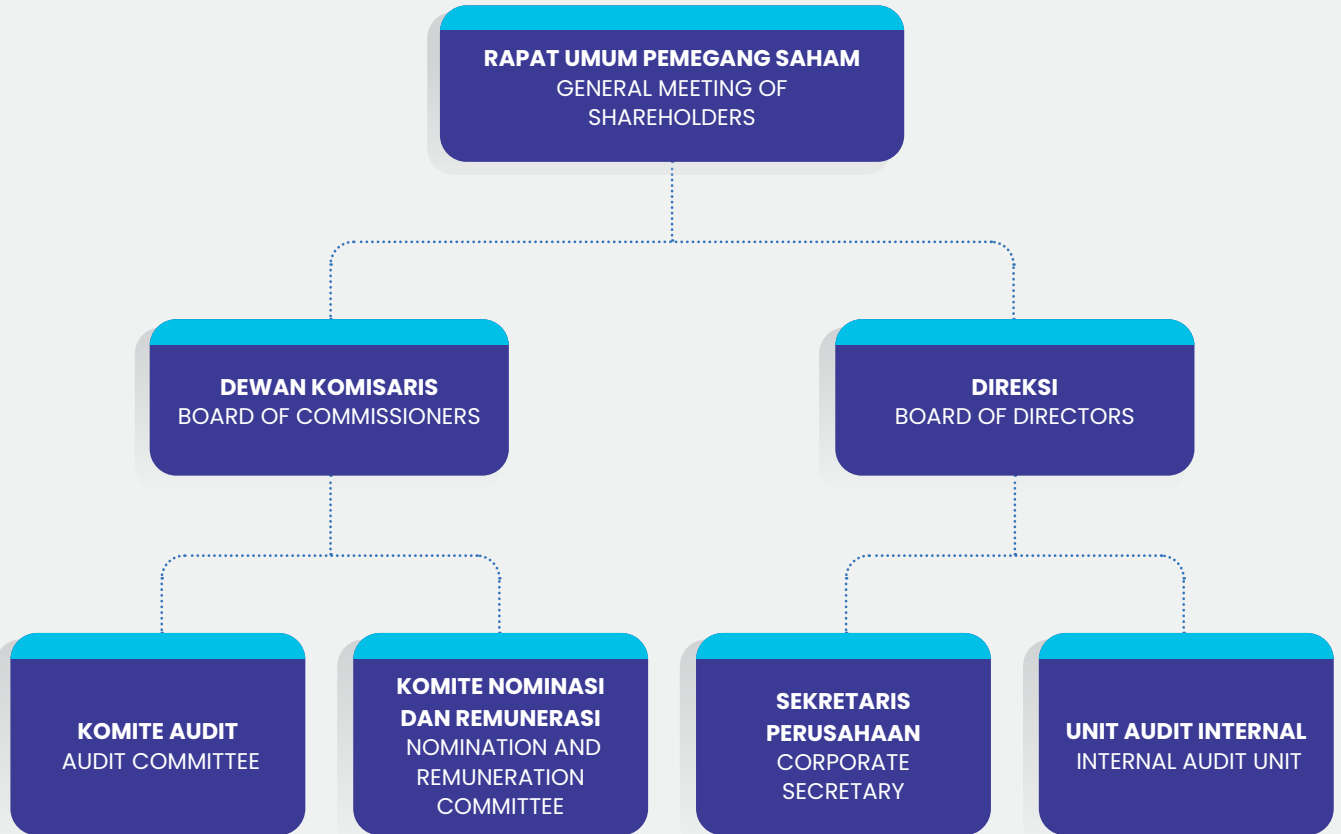 RAPAT UMUM PEMEGANG SAHAM
GENERAL MEETING OF
SHAREHOLDERS
DEWAN KOMISARIS
BOARD OF COMMISSIONERS
DIREKSI
BOARD OF DIRECTORS
KOMITE AUDIT
AUDIT COMMITTEE
KOMITE NOMINASI
DAN REMUNERASI
NOMINATION AND
REMUNERATION
COMMITTEE
SEKRETARIS
PERUSAHAAN
CORPORATE
SECRETARY
UNIT AUDIT INTERNAL
INTERNAL AUDIT UNIT